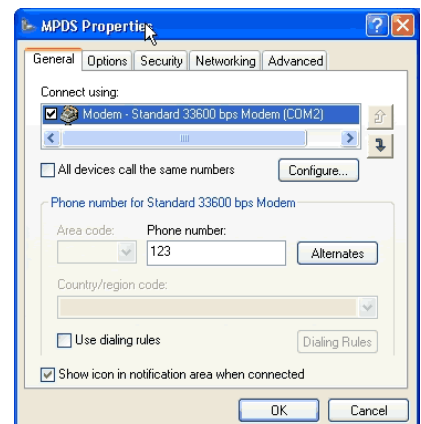 MPDS Properties
General Options Security Networking Advanced
Connect using:
Modem - Standard 33600 bps Modem (COM2)
All devices call the same numbers Configure...
Phone number for Standard 33600 bps Modem
Area code: Phone number:
123 Alternates
Country/region code:
Use dialing rules Dialing Rules
Show icon in notification area when connected
OK Cancel